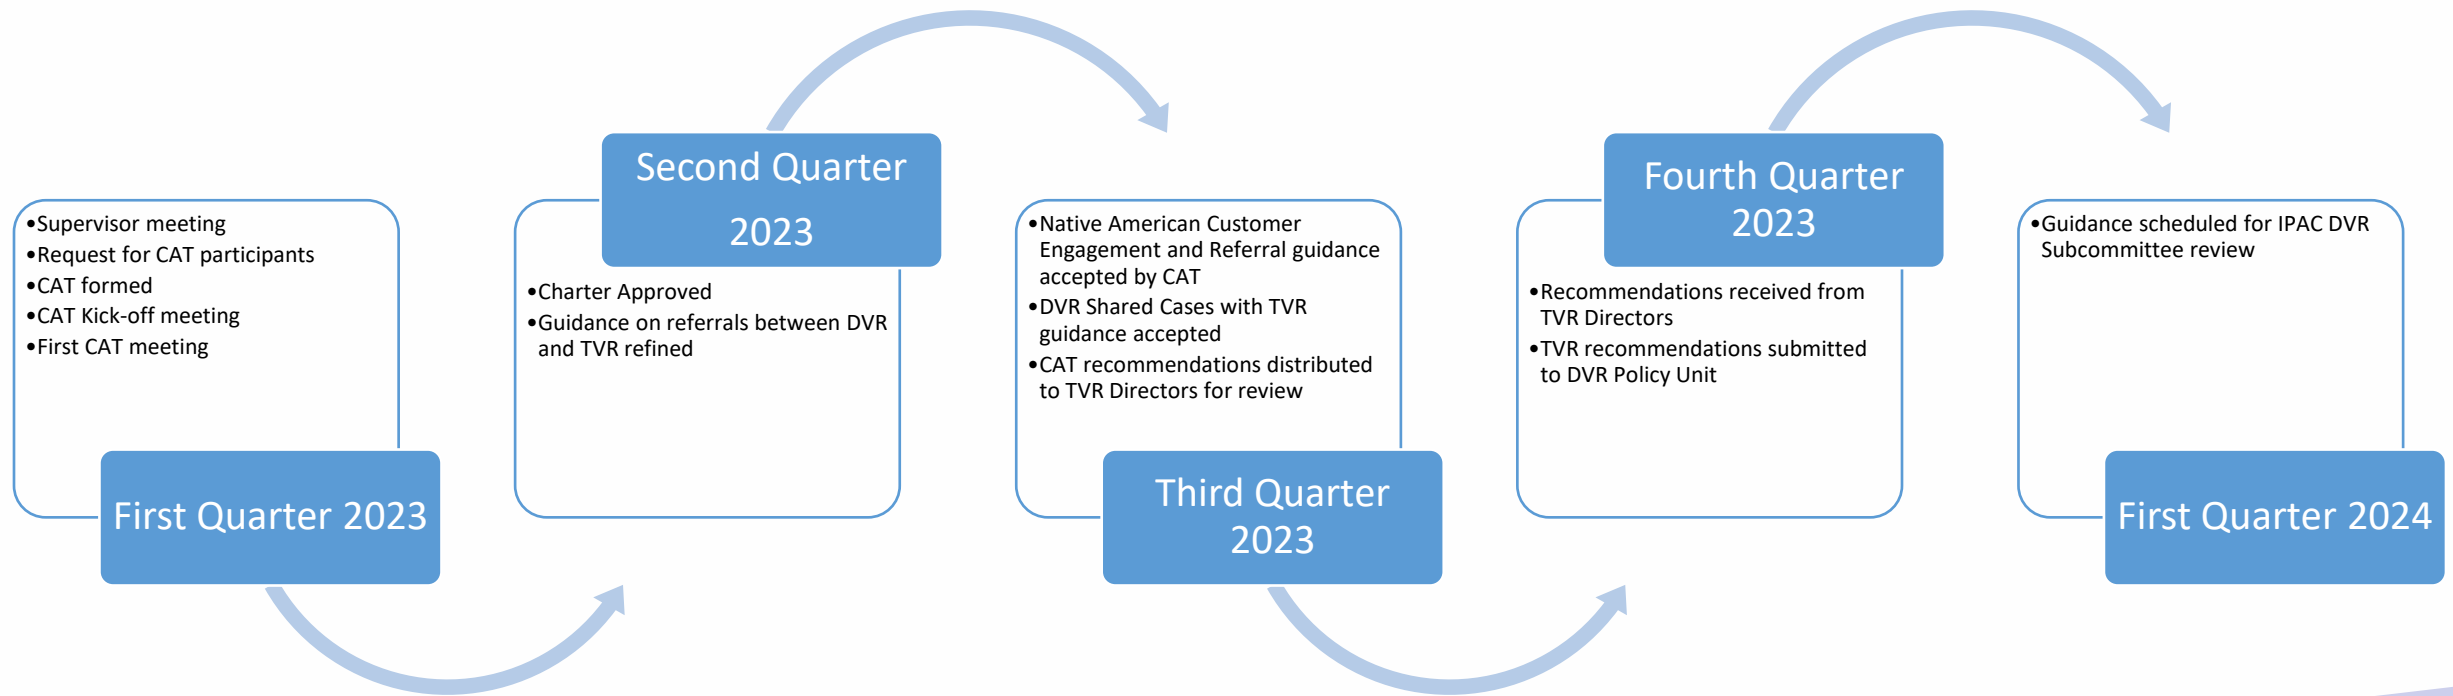 •Supervisor meeting
•Request for CAT participants
•CAT formed
•CAT Kick-off meeting
•First CAT meeting
First Quarter 2023
Second Quarter
2023
•Charter Approved
•Guidance on referrals between DVR
and TVR refined
•Native American Customer
Engagement and Referral guidance
accepted by CAT
•DVR Shared Cases with TVR
guidance accepted
•CAT recommendations distributed
to TVR Directors for review
Third Quarter
2023
Fourth Quarter
2023
•Recommendations received from
TVR Directors
•TVR recommendations submitted
to DVR Policy Unit
•Guidance scheduled for IPAC DVR
Subcommittee review
First Quarter 2024